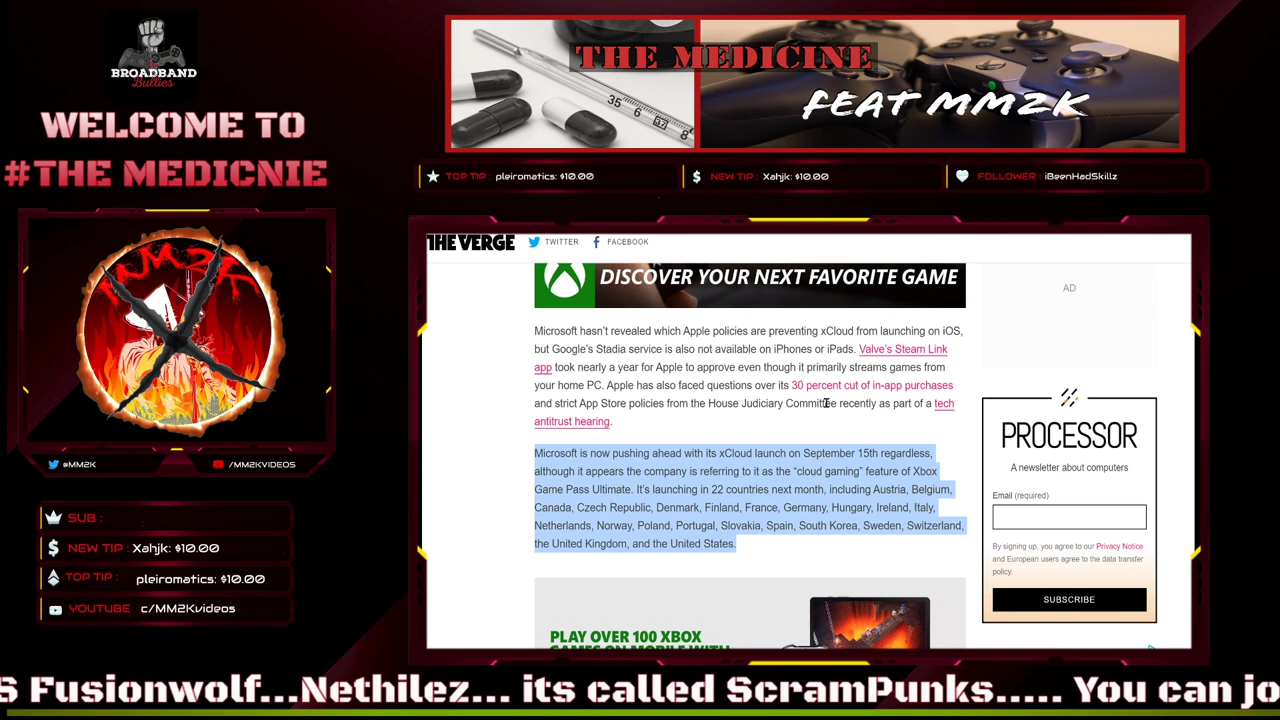 BROADBAND
Bullies
WELCOME TO
#THE MEDICNIE
THE MEDICINE
FEAT MM2K
35
6
37
8
TOP TIP : pleiromatics: $10.00
NEW TIP : Xahjk: $10.00
FOLLOWER : iBeenHadSkillz
MM2K
@MM2K
/MM2KVIDEOS
SUB :
NEW TIP : Xahjk: $10.00
TOP TIP : pleiromatics: $10.00
YOUTUBE c/MM2Kvideos
THE VERGE TWITTER FACEBOOK
DISCOVER YOUR NEXT FAVORITE GAME
Microsoft hasn’t revealed which Apple policies are preventing xCloud from launching on iOS,
but Google’s Stadia service is also not available on iPhones or iPads. Valve’s Steam Link
app took nearly a year for Apple to approve even though it primarily streams games from
your home PC. Apple has also faced questions over its 30 percent cut of in-app purchases
and strict App Store policies from the House Judiciary Committee recently as part of a tech
antitrust hearing.
Microsoft is now pushing ahead with its xCloud launch on September 15th regardless,
although it appears the company is referring to it as the “cloud gaming” feature of Xbox
Game Pass Ultimate. It’s launching in 22 countries next month, including Austria, Belgium,
Canada, Czech Republic, Denmark, Finland, France, Germany, Hungary, Ireland, Italy,
Netherlands, Norway, Poland, Portugal, Slovakia, Spain, South Korea, Sweden, Switzerland,
the United Kingdom, and the United States.
PLAY OVER 100 XBOX
GAMES ON MOBILE WITH
AD
PROCESSOR
A newsletter about computers
Email (required)
By signing up, you agree to our Privacy Notice
and European users agree to the data transfer
policy.
SUBSCRIBE
S Fusionwolf...Nethilez... its called ScramPunks..... You can jo